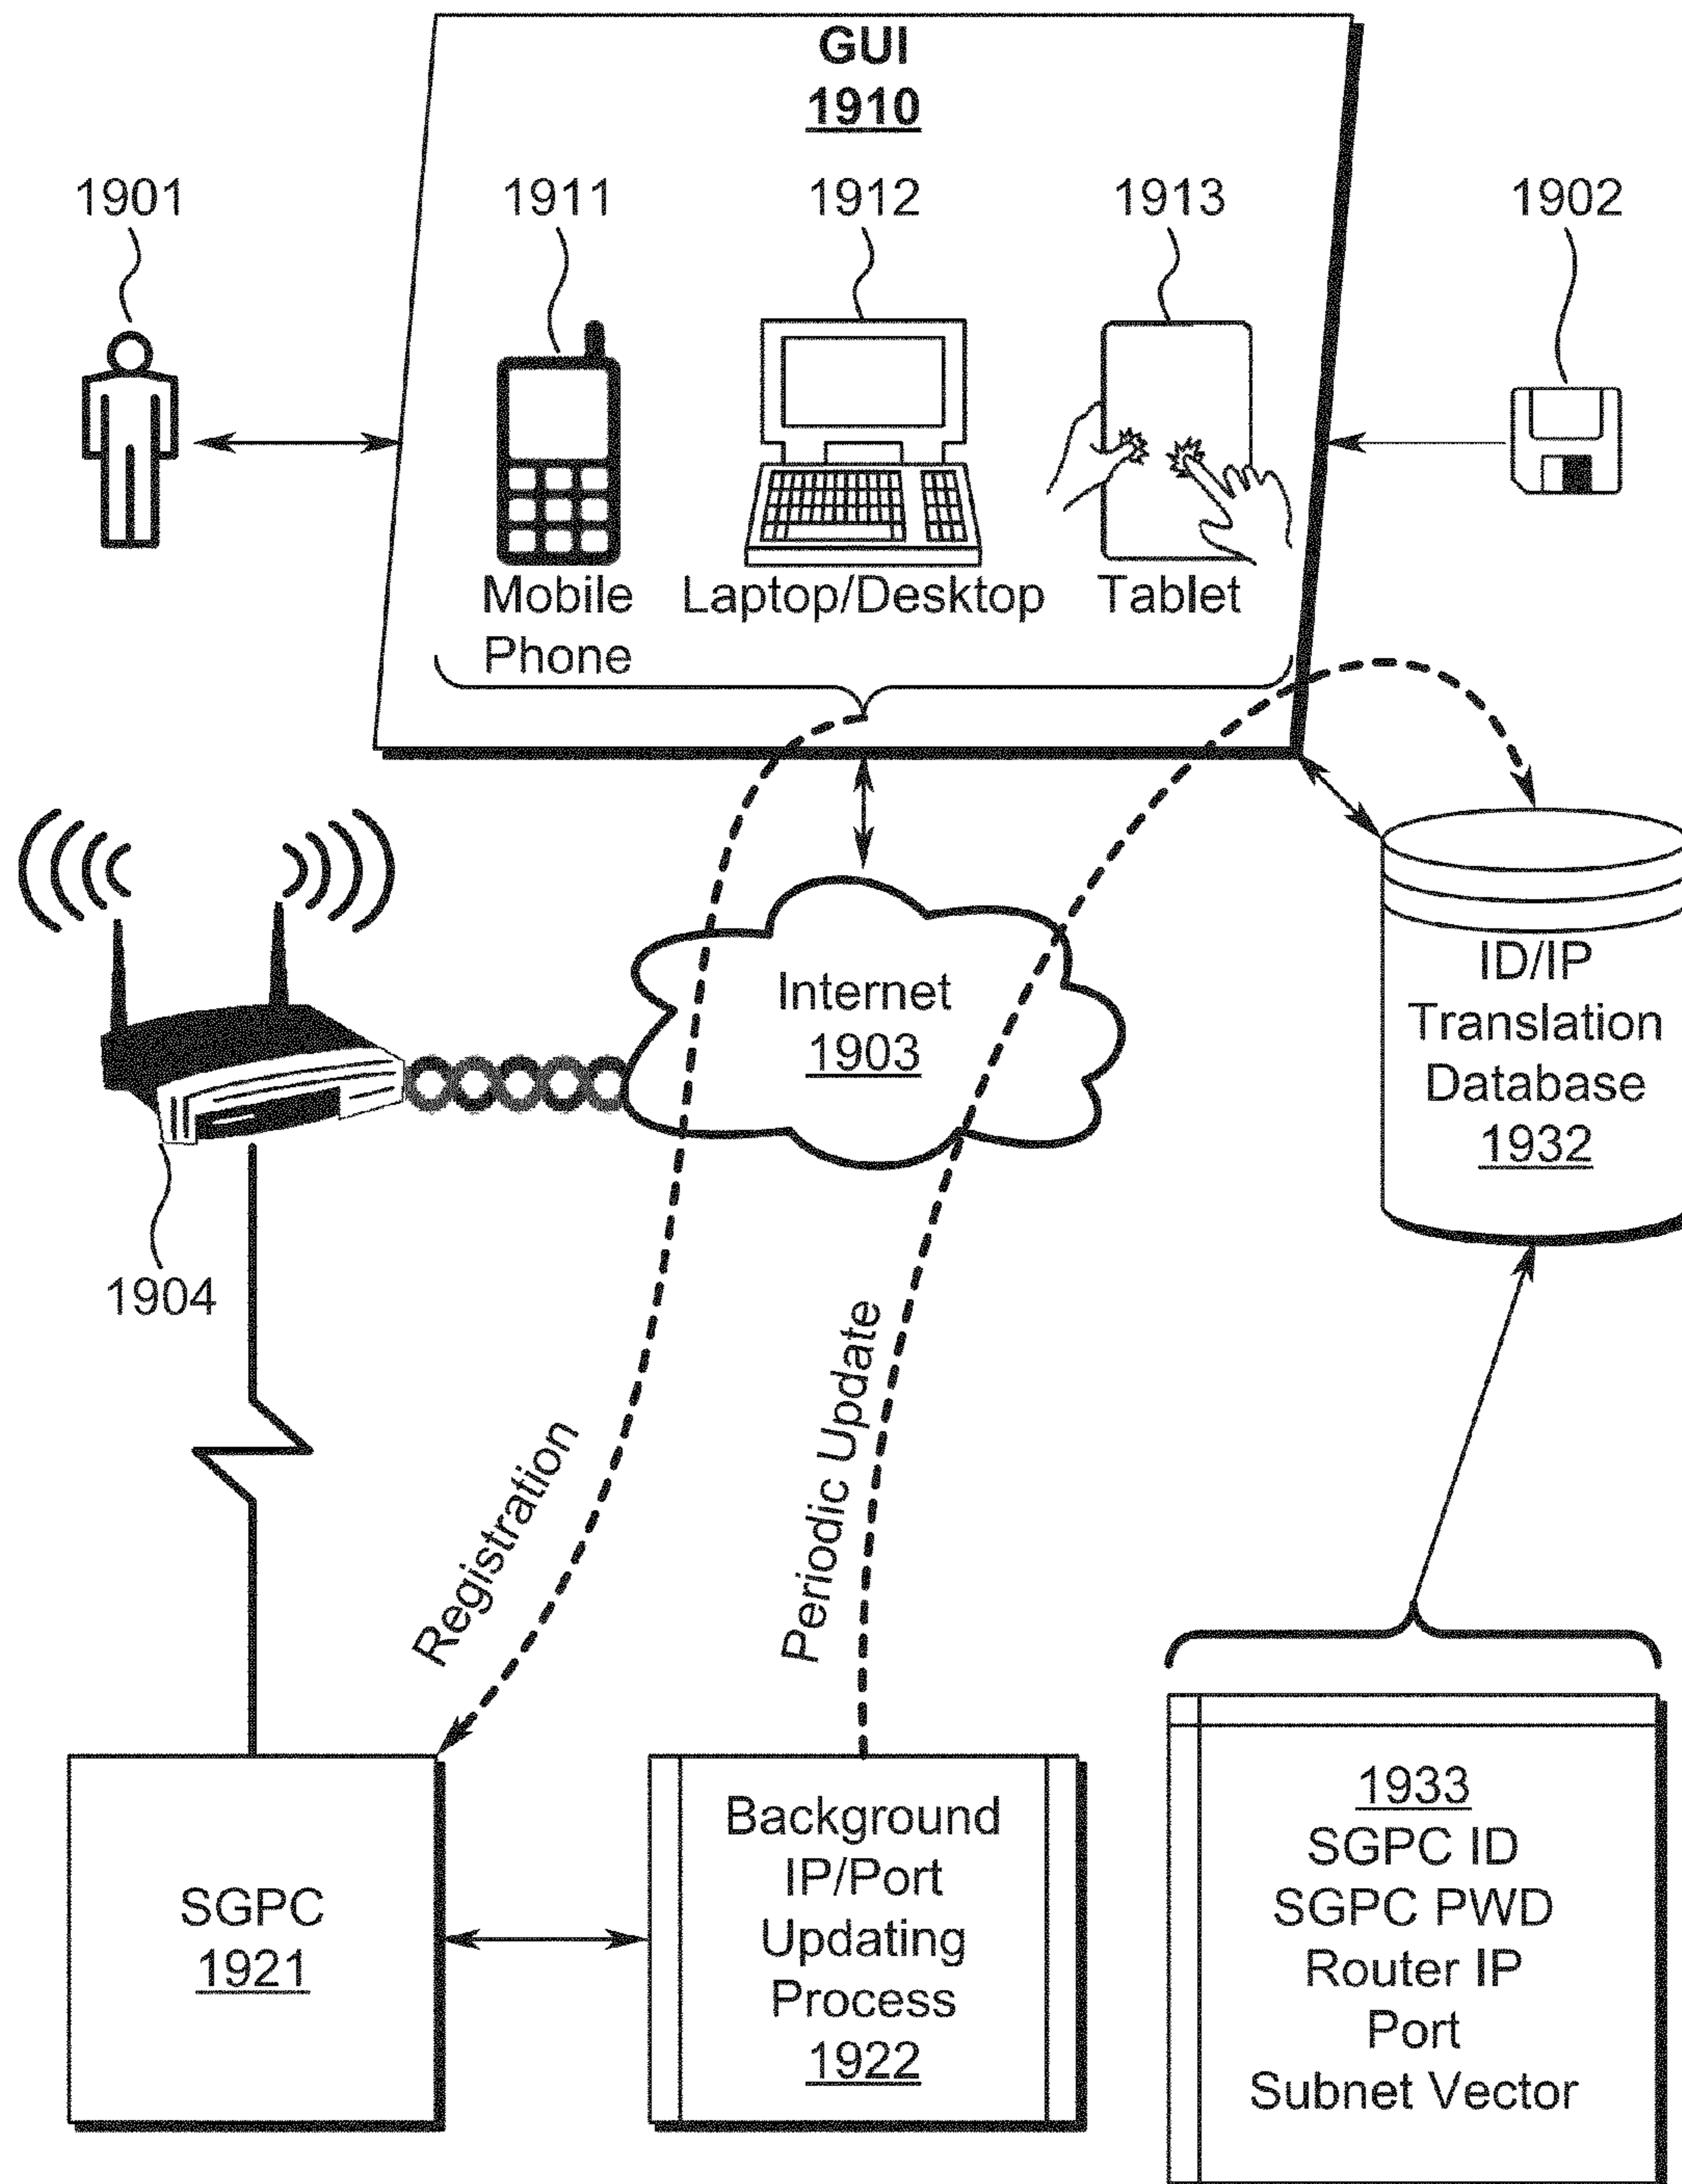 GUI
1910
1901
1911
1912
1913
1902
Mobile
Phone
Laptop/Desktop
Tablet
Internet
1903
ID/IP
Translation
Database
1932
1904
Registration
Periodic Update
SGPC
1921
Background
IP/Port
Updating
Process
1922
1933
SGPC ID
SGPC PWD
Router IP
Port
Subnet Vector